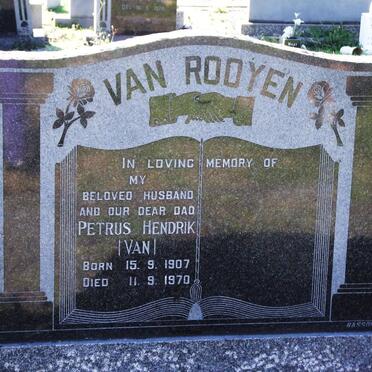 VAN ROOYEN
IN LOVING MEMORY OF
MY
BELOVED HUSBAND
AND OUR DEAR DAD
PETRUS HENDRIK
[VAN]
BORN 15. 9. 1907
DIED 11. 9. 1970